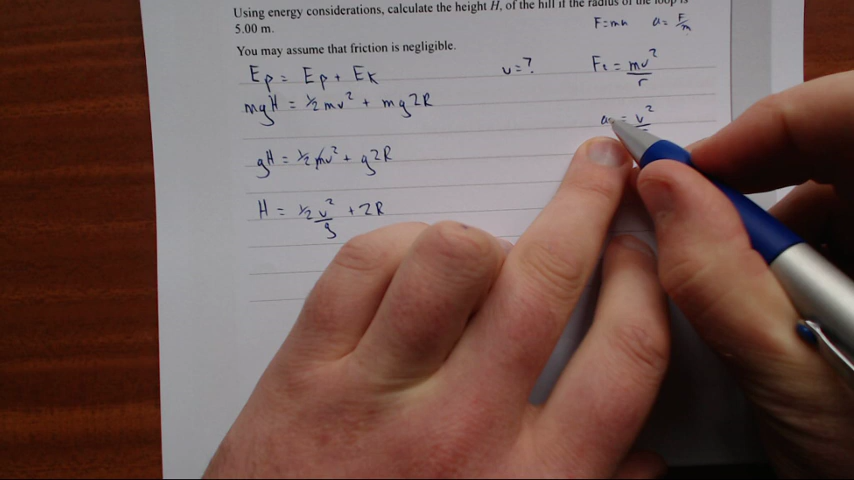 Using energy considerations, calculate the height H, of the hill if the radius of the loop is
5.00 m.
F=ma a= F/m
You may assume that friction is negligible.
Ep = Ep + Ek
v=?
Fc = mv²/r
mgH = ½mv² + mg2R
ac = v²
gH = ½mv² + g2R
H = ½v²/g + 2R